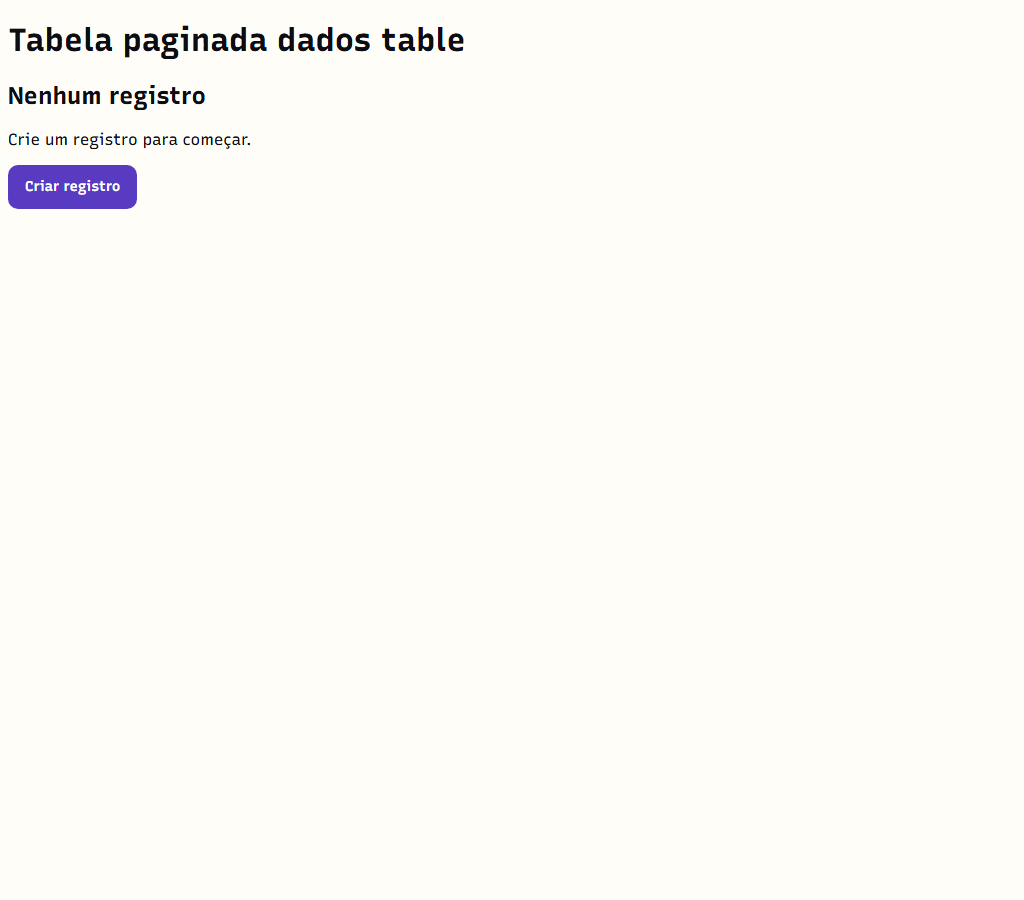 Tabela paginada dados table
Nenhum registro
Crie um registro para começar.
Criar registro